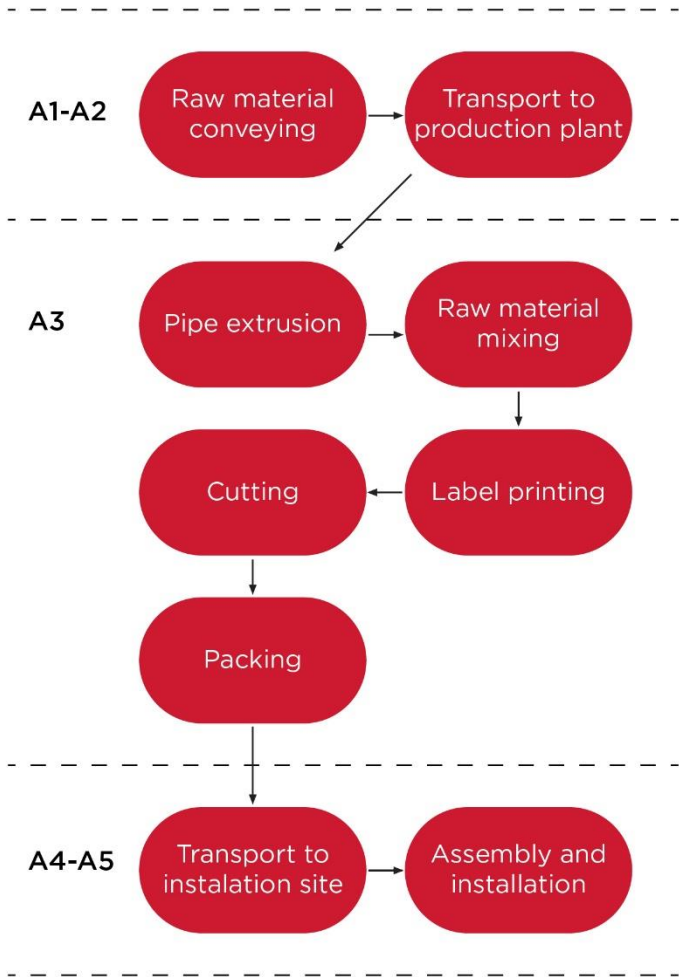 A1-A2
Raw material
conveying
Transport to
production plant
A3
Pipe extrusion
Raw material
mixing
Cutting
Label printing
Packing
A4-A5
Transport to
instalation site
Assembly and
installation